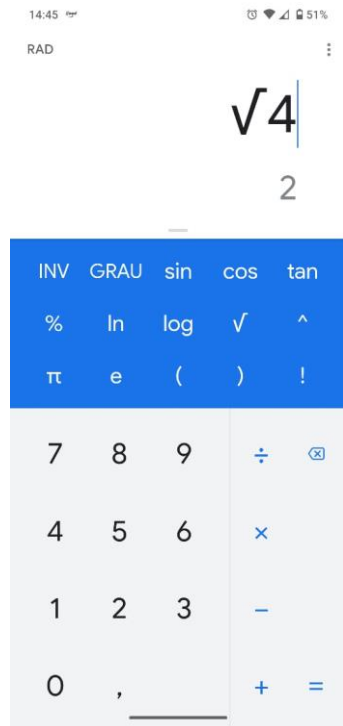 14:45 51%
RAD
√4
2
INV GRAU sin cos tan
% ln log √ ^
π e ( ) !
7 8 9 ÷
4 5 6 ×
1 2 3 −
0 , + =